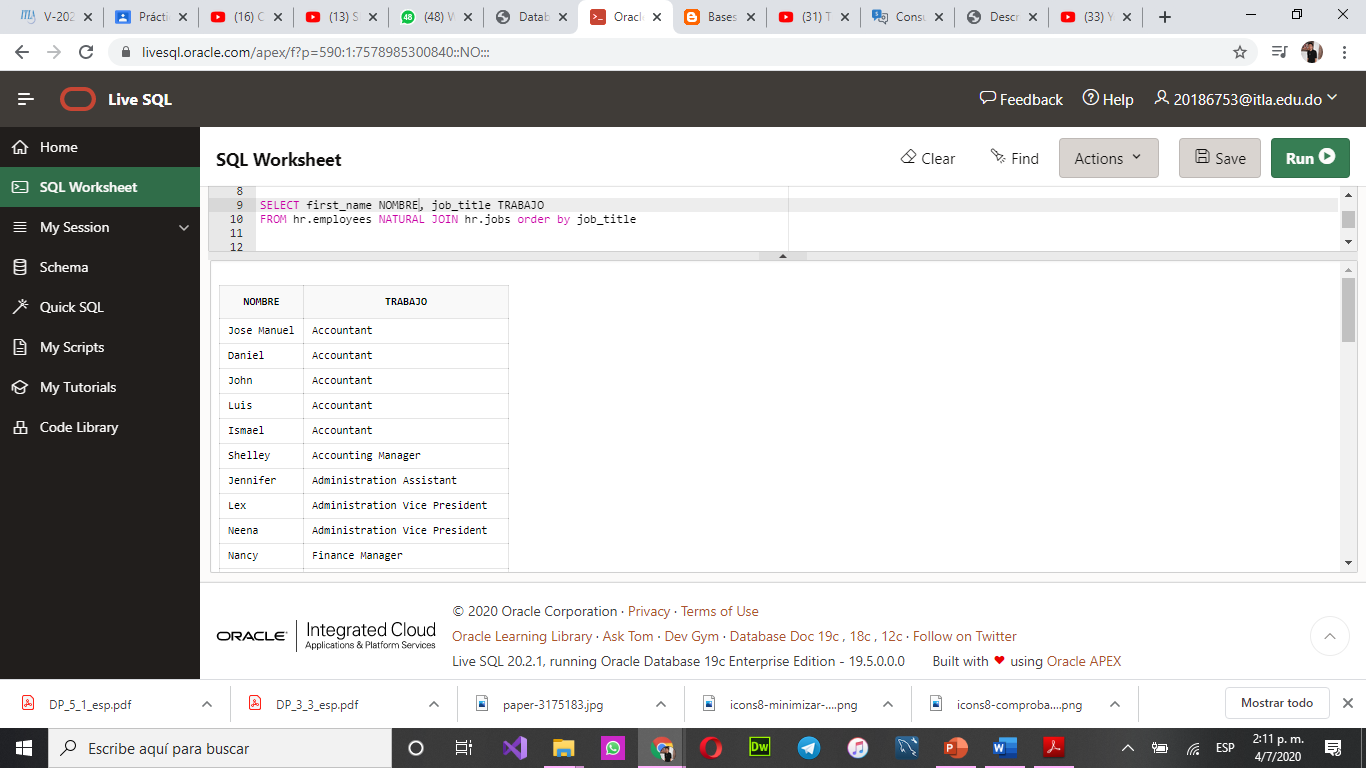 V-202
Prácti
(16) C
(13) S
(48) W
Datab
Oracl
Bases
(31) T
Consu
Descr
(33) Y
livesql.oracle.com/apex/f?p=590:1:7578985300840::NO:::
Live SQL
Feedback
Help
20186753@itla.edu.do
Home
SQL Worksheet
My Session
Schema
Quick SQL
My Scripts
My Tutorials
Code Library
SQL Worksheet
Clear
Find
Actions
Save
Run
8
9 SELECT first_name NOMBRE, job_title TRABAJO
10 FROM hr.employees NATURAL JOIN hr.jobs order by job_title
11
12
NOMBRE TRABAJO
Jose Manuel Accountant
Daniel Accountant
John Accountant
Luis Accountant
Ismael Accountant
Shelley Accounting Manager
Jennifer Administration Assistant
Lex Administration Vice President
Neena Administration Vice President
Nancy Finance Manager
ORACLE
Integrated Cloud
Applications & Platform Services
© 2020 Oracle Corporation · Privacy · Terms of Use
Oracle Learning Library · Ask Tom · Dev Gym · Database Doc 19c , 18c , 12c · Follow on Twitter
Live SQL 20.2.1, running Oracle Database 19c Enterprise Edition - 19.5.0.0.0 Built with ❤ using Oracle APEX
DP_5_1_esp.pdf
DP_3_3_esp.pdf
paper-3175183.jpg
icons8-minimizar-....png
icons8-comproba....png
Mostrar todo
Escribe aquí para buscar
Dw
ESP
2:11 p. m.
4/7/2020